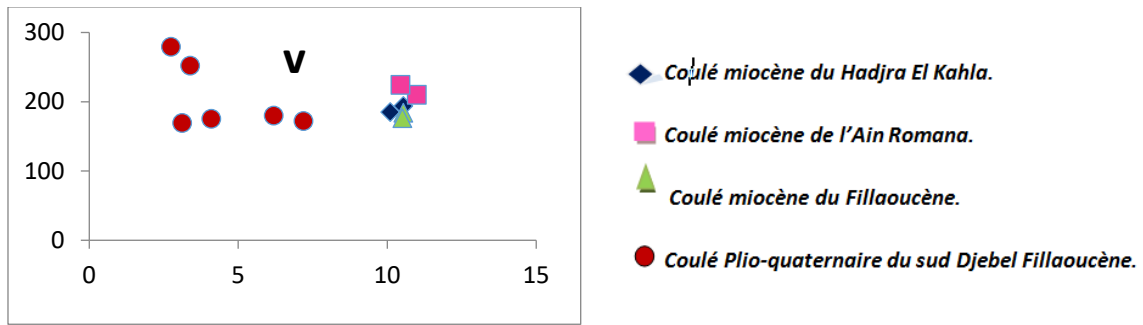 300
V
200
100
0
0 5 10 15
Coulé miocène du Hadjra El Kahla.
Coulé miocène de l'Ain Romana.
Coulé miocène du Fillaoucène.
Coulé Plio-quaternaire du sud Djebel Fillaoucène.